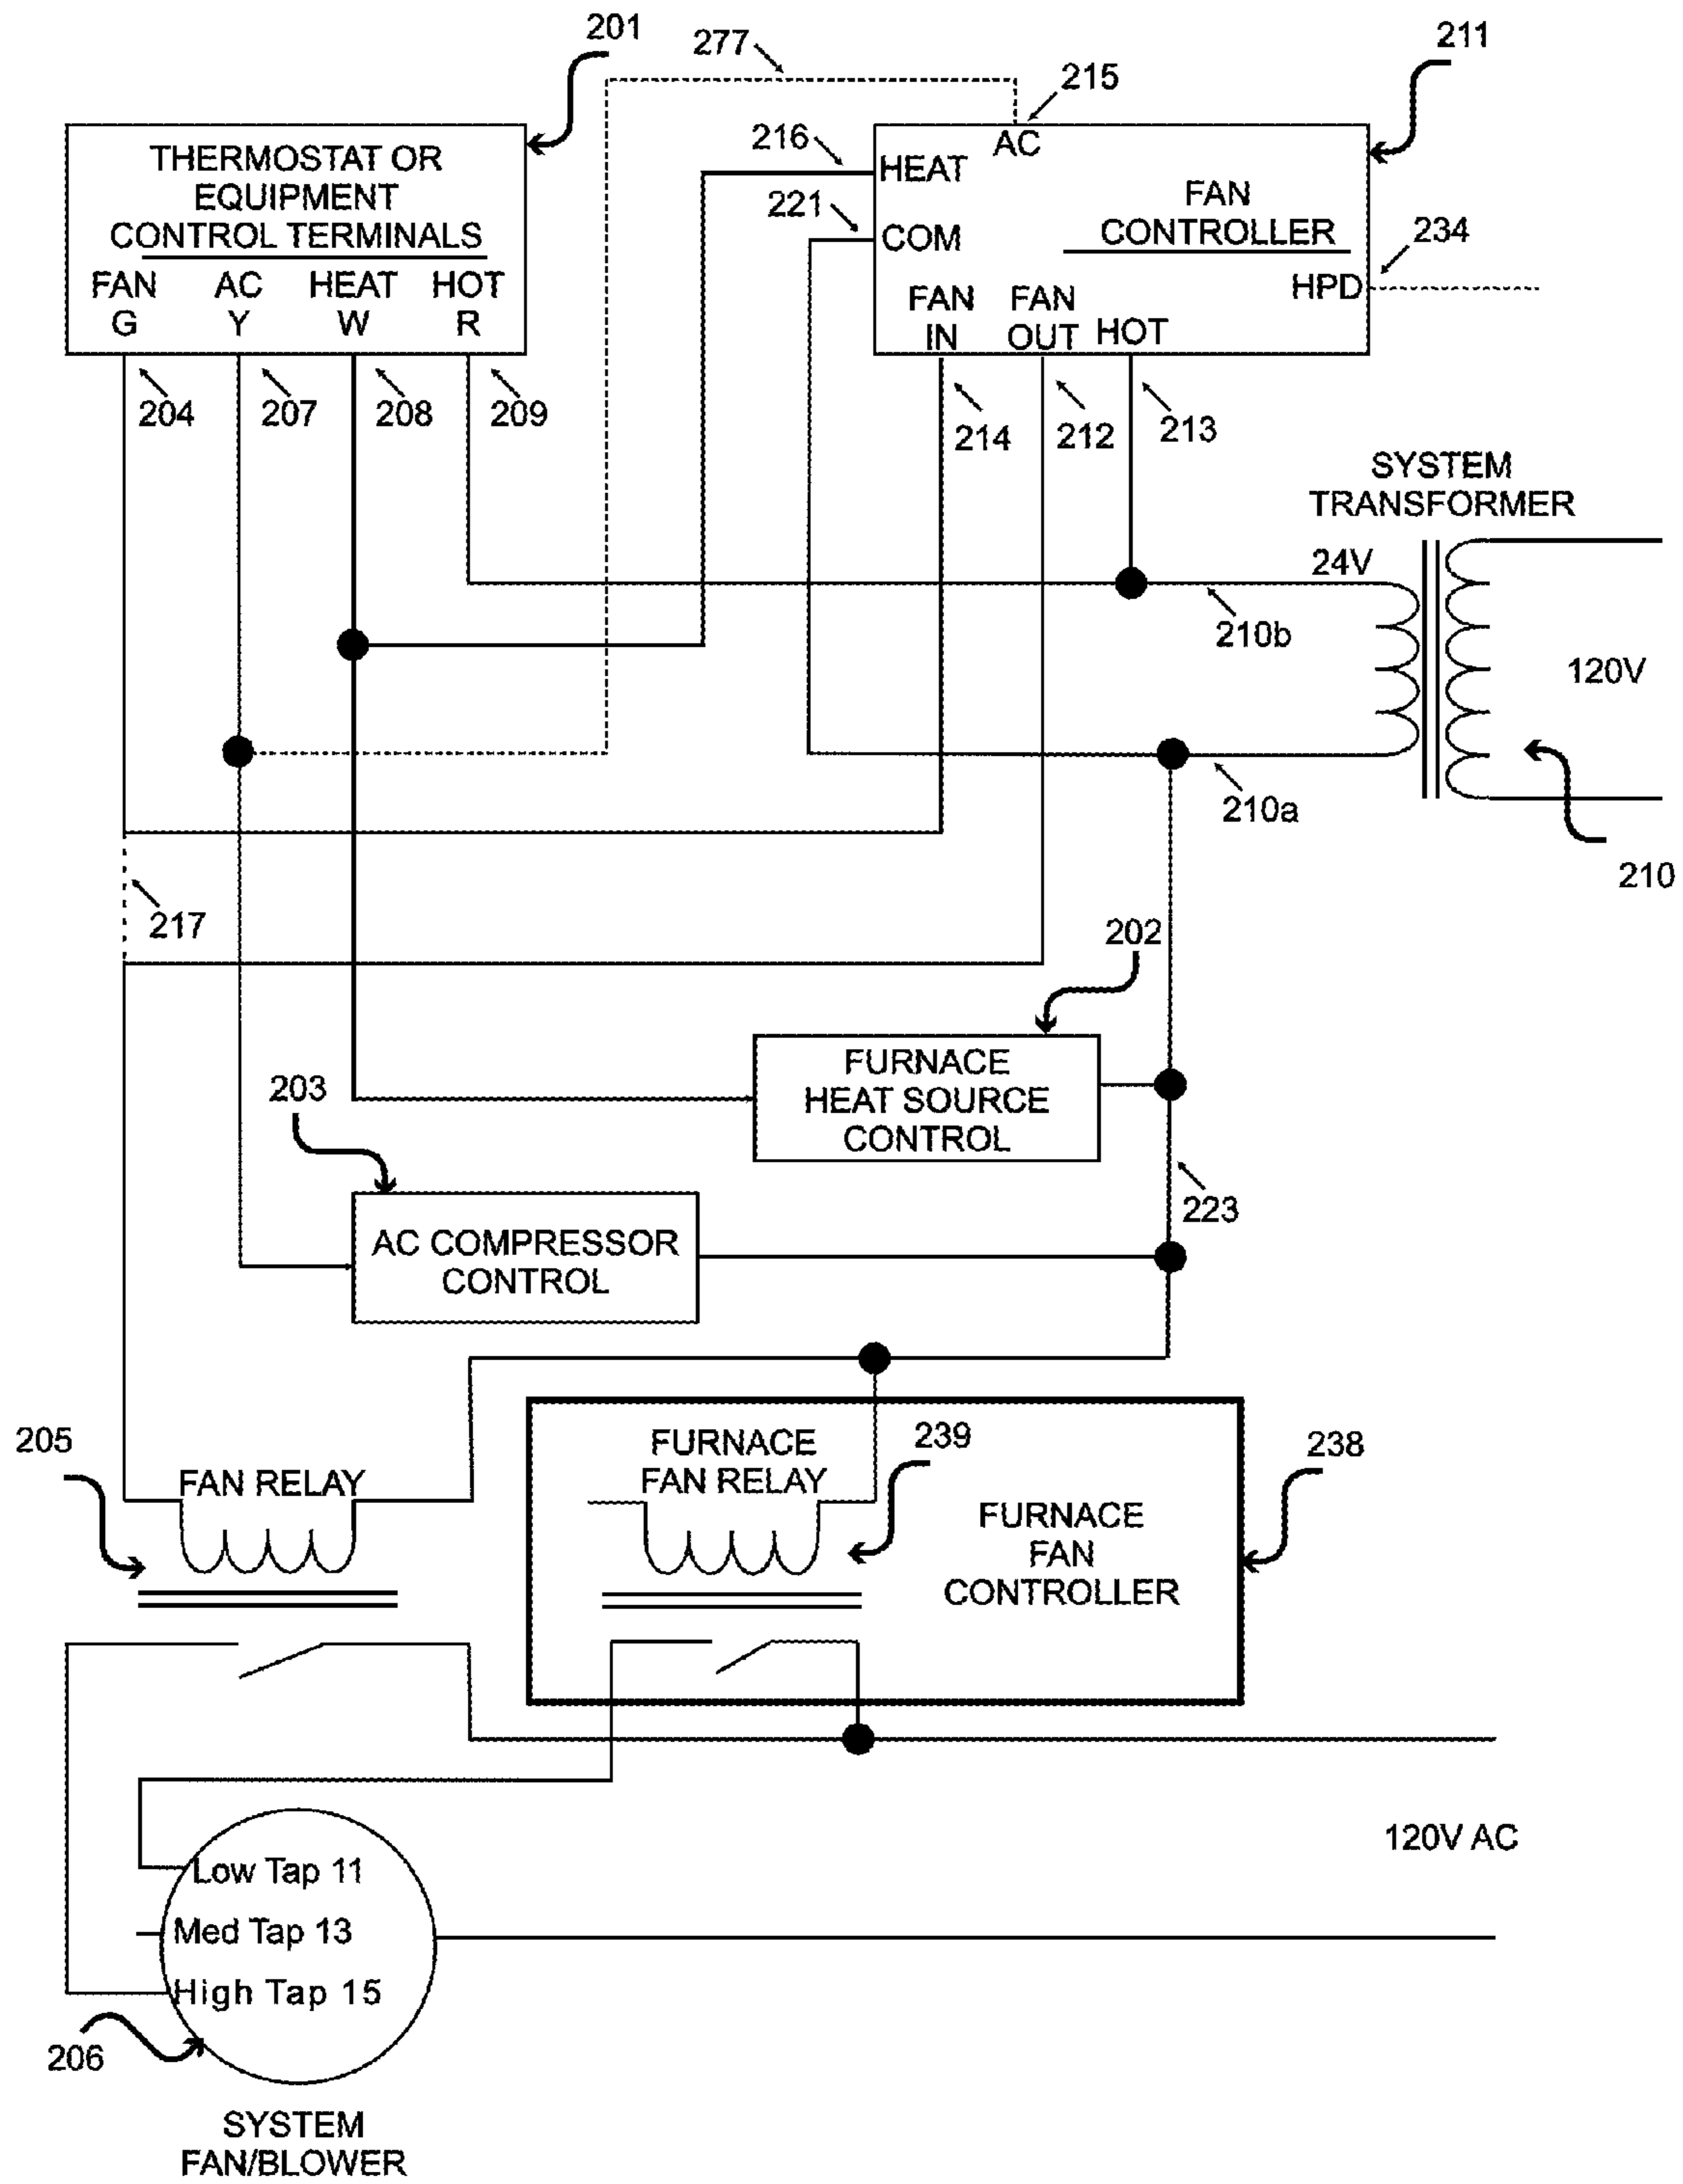 201
277
211
215
216
221
THERMOSTAT OR
EQUIPMENT
CONTROL TERMINALS
FAN AC HEAT HOT
G Y W R
AC
HEAT
COM
FAN
CONTROLLER
234
HPD
FAN FAN
IN OUT HOT
204 207 208 209
214 212 213
SYSTEM
TRANSFORMER
24V
210b
120V
210a
210
217
202
FURNACE
HEAT SOURCE
CONTROL
203
223
AC COMPRESSOR
CONTROL
205
FAN RELAY
FURNACE
FAN RELAY
239
238
FURNACE
FAN
CONTROLLER
120V AC
Low Tap 11
Med Tap 13
High Tap 15
206
SYSTEM
FAN/BLOWER